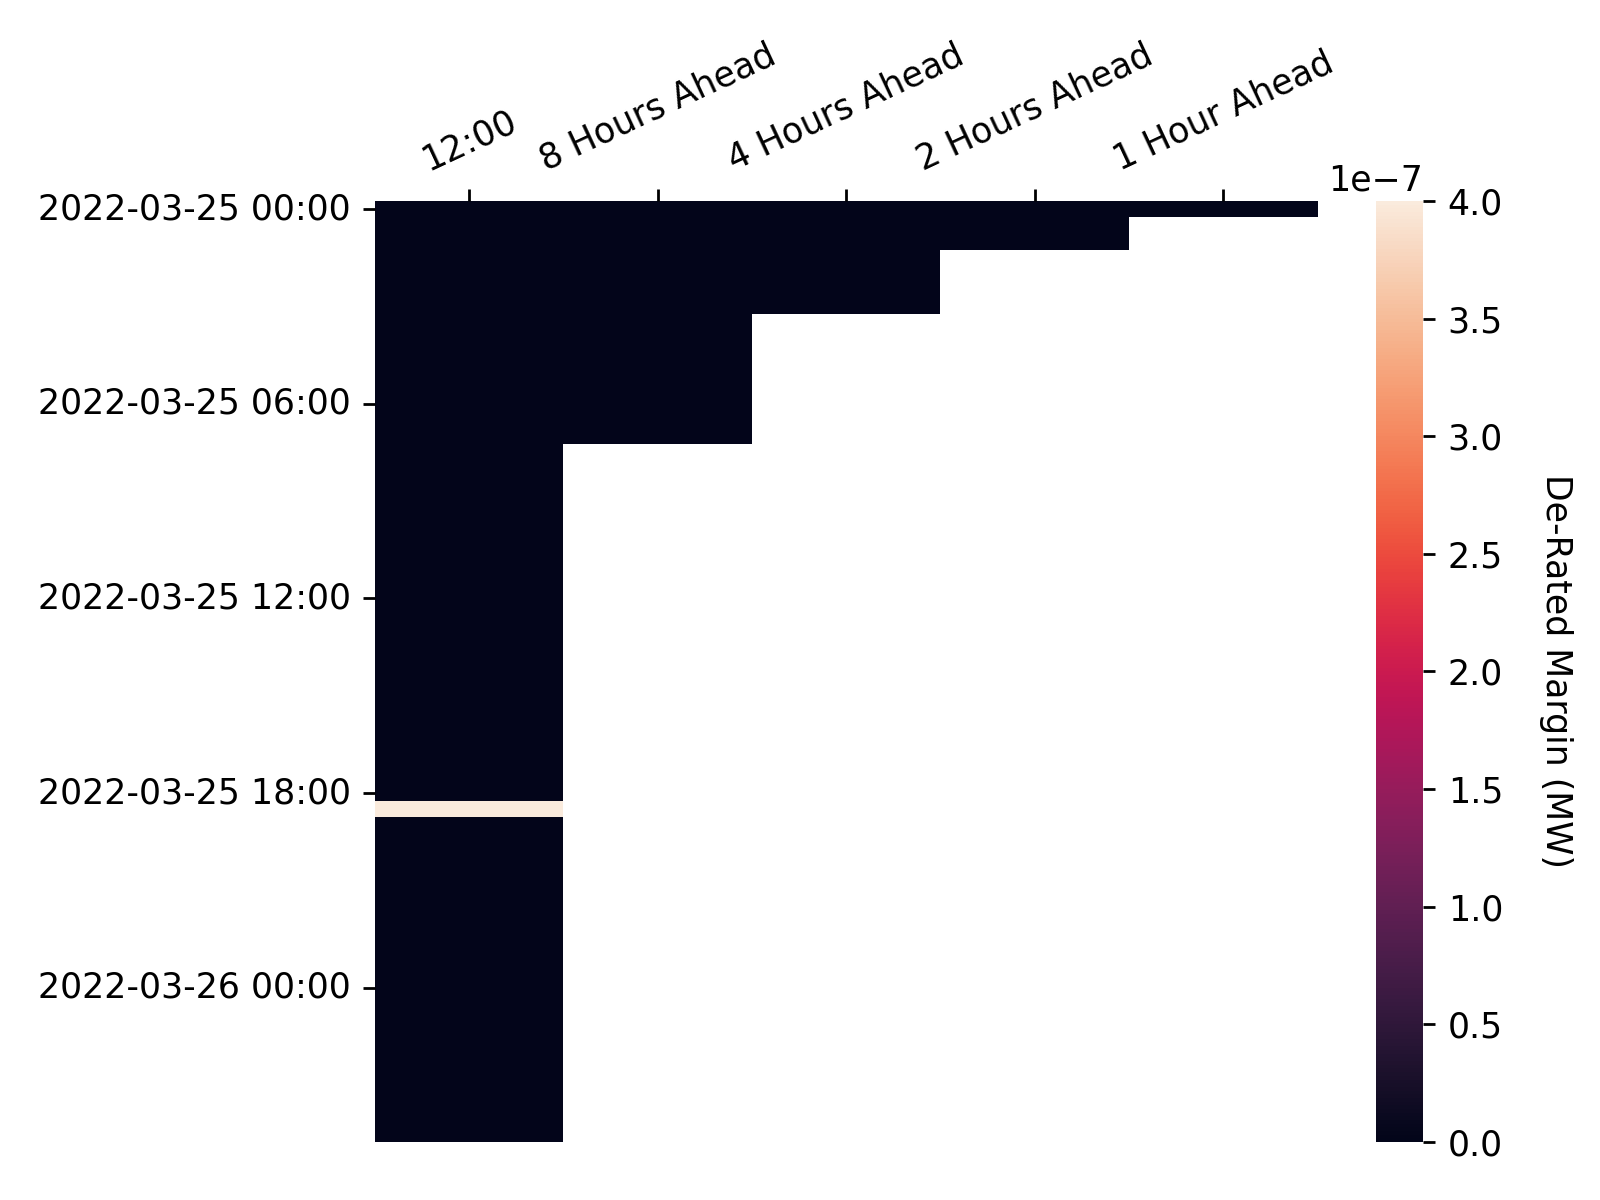 12:00
8 Hours Ahead
4 Hours Ahead
2 Hours Ahead
1 Hour Ahead
1e−7
2022-03-25 00:00
2022-03-25 06:00
2022-03-25 12:00
2022-03-25 18:00
2022-03-26 00:00
4.0
3.5
3.0
2.5
2.0
1.5
1.0
0.5
0.0
De-Rated Margin (MW)